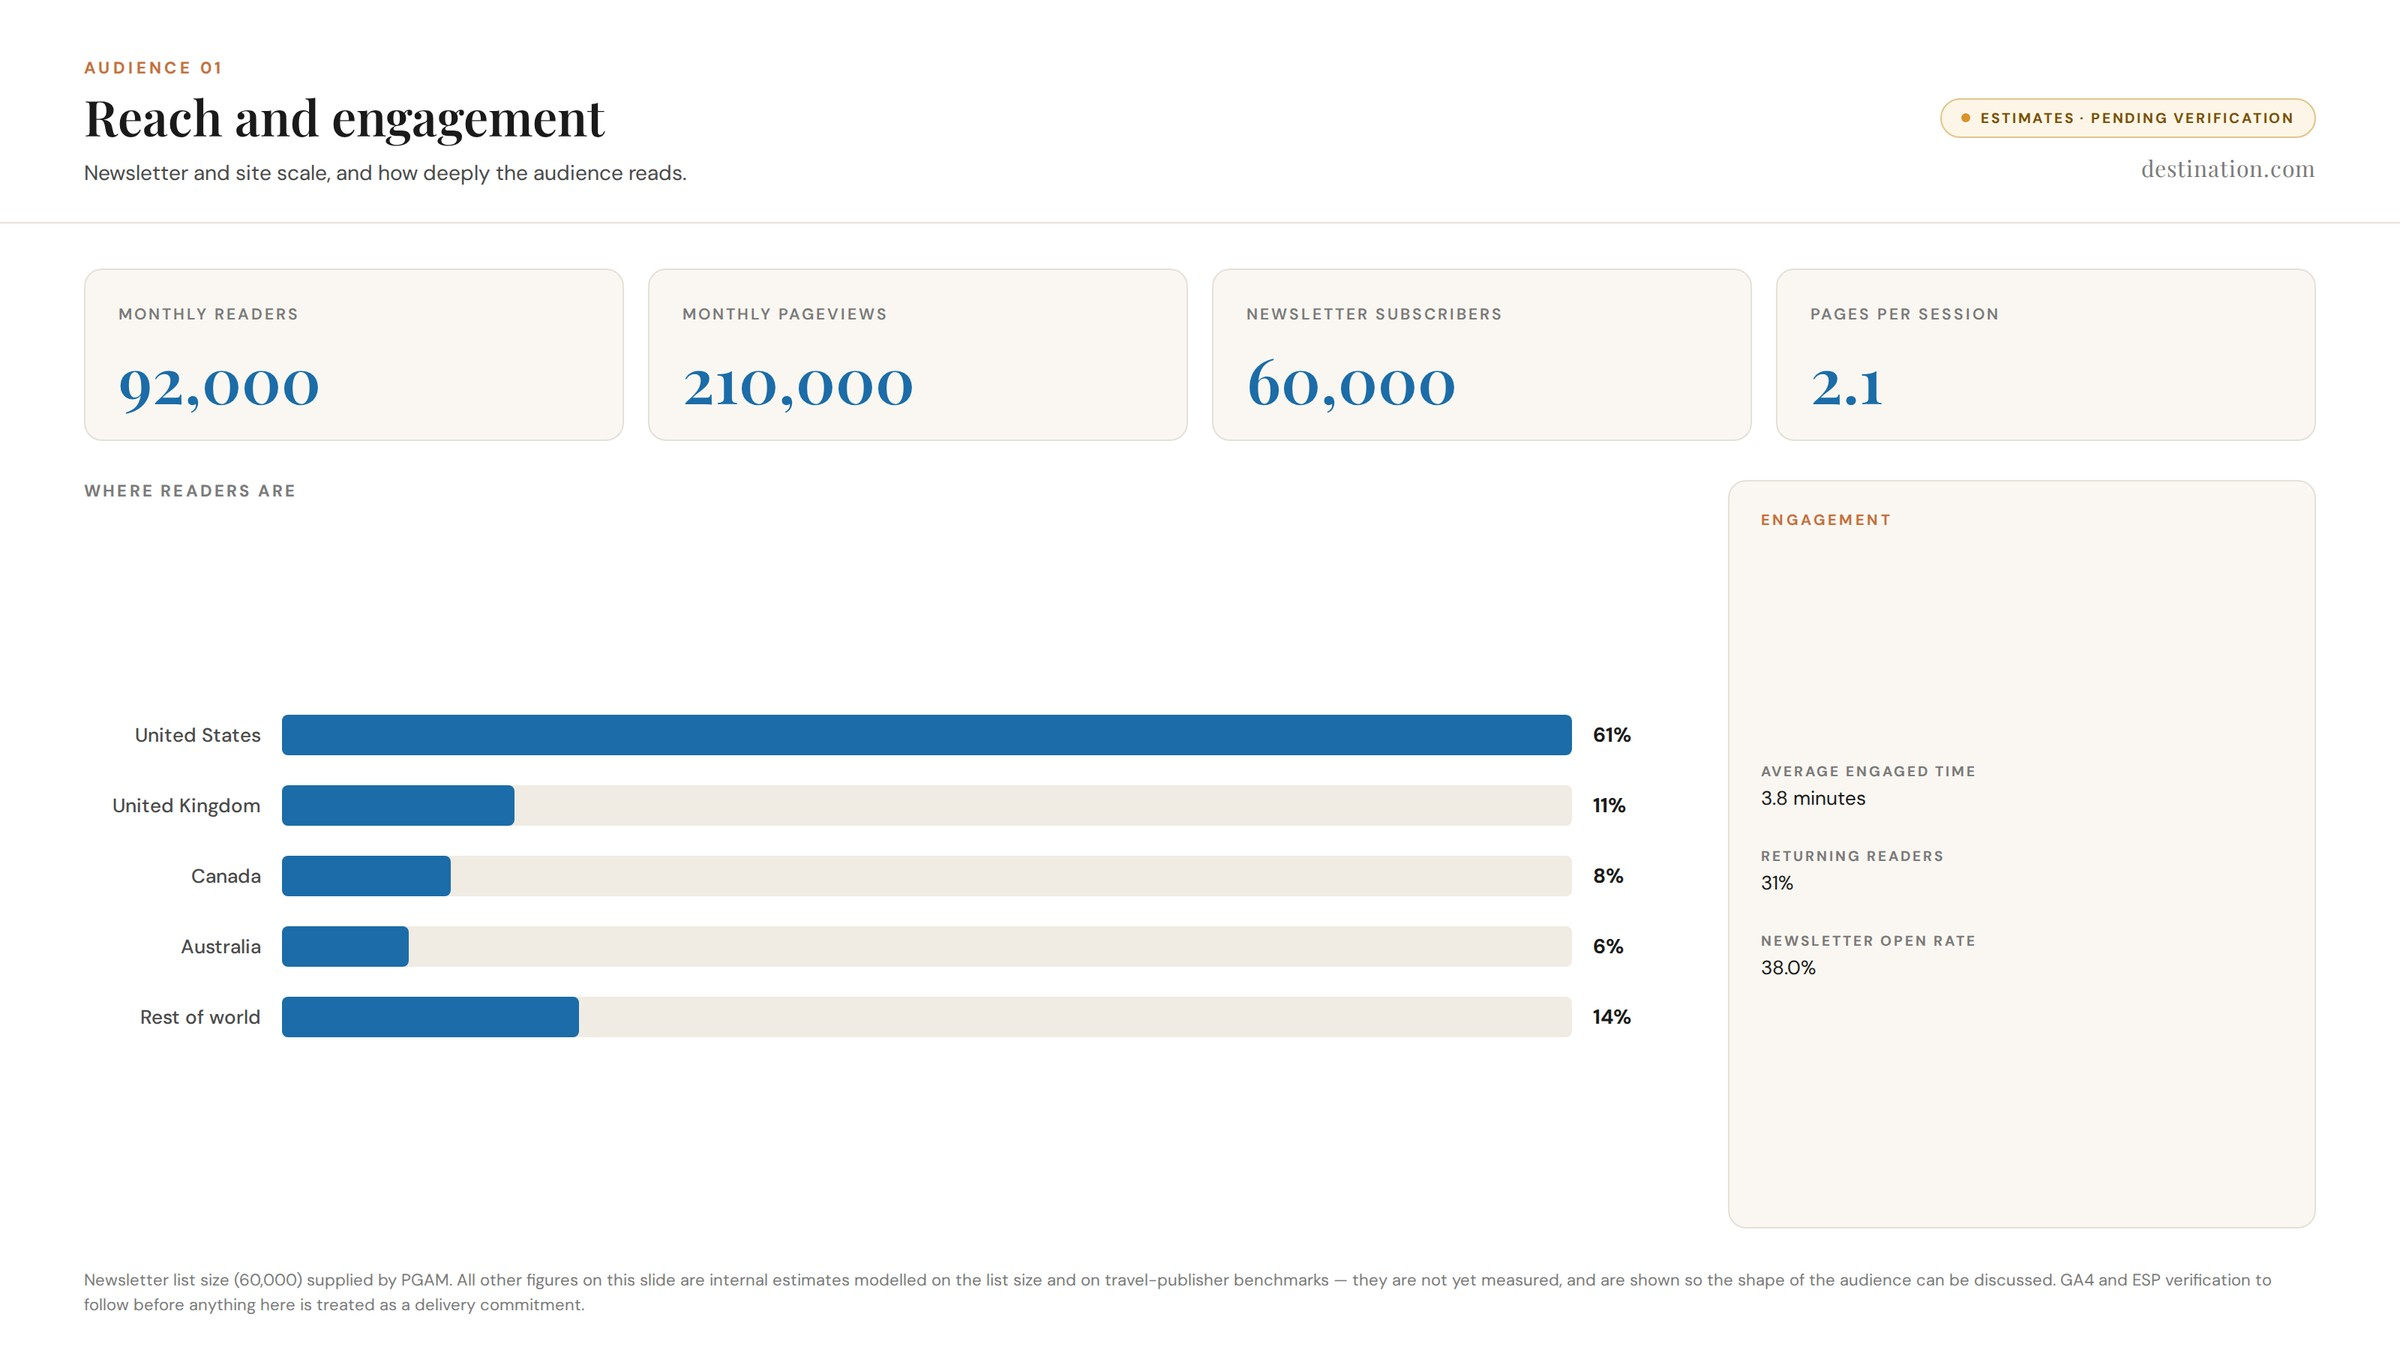 AUDIENCE 01
Reach and engagement
Newsletter and site scale, and how deeply the audience reads.
ESTIMATES · PENDING VERIFICATION
destination.com
MONTHLY READERS
92,000
MONTHLY PAGEVIEWS
210,000
NEWSLETTER SUBSCRIBERS
60,000
PAGES PER SESSION
2.1
WHERE READERS ARE
United States 61%
United Kingdom 11%
Canada 8%
Australia 6%
Rest of world 14%
ENGAGEMENT
AVERAGE ENGAGED TIME
3.8 minutes
RETURNING READERS
31%
NEWSLETTER OPEN RATE
38.0%
Newsletter list size (60,000) supplied by PGAM. All other figures on this slide are internal estimates modelled on the list size and on travel-publisher benchmarks — they are not yet measured, and are shown so the shape of the audience can be discussed. GA4 and ESP verification to
follow before anything here is treated as a delivery commitment.